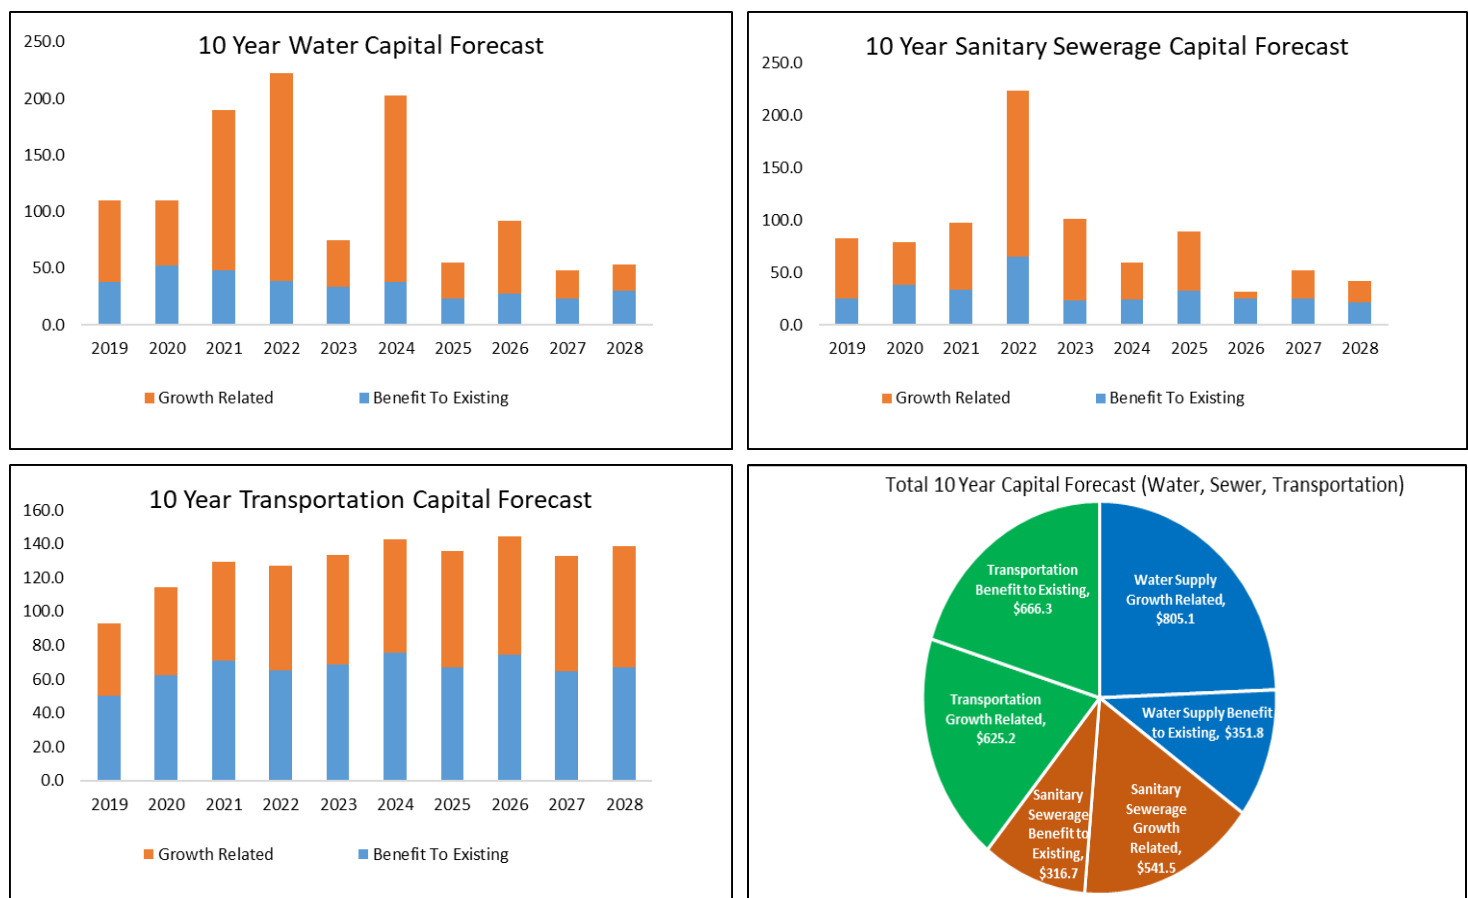 10 Year Water Capital Forecast
250.0
200.0
150.0
100.0
50.0
0.0
2019 2020 2021 2022 2023 2024 2025 2026 2027 2028
Growth Related Benefit To Existing
10 Year Sanitary Sewerage Capital Forecast
250.0
200.0
150.0
100.0
50.0
0.0
2019 2020 2021 2022 2023 2024 2025 2026 2027 2028
Growth Related Benefit To Existing
10 Year Transportation Capital Forecast
160.0
140.0
120.0
100.0
80.0
60.0
40.0
20.0
0.0
2019 2020 2021 2022 2023 2024 2025 2026 2027 2028
Growth Related Benefit To Existing
Total 10 Year Capital Forecast (Water, Sewer, Transportation)
Transportation
Benefit to Existing,
$666.3
Water Supply
Growth Related,
$805.1
Transportation
Growth Related,
$625.2
Water Supply Benefit
to Existing, $351.8
Sanitary
Sewerage
Benefit to
Existing,
$316.7
Sanitary
Sewerage
Growth
Related,
$541.5